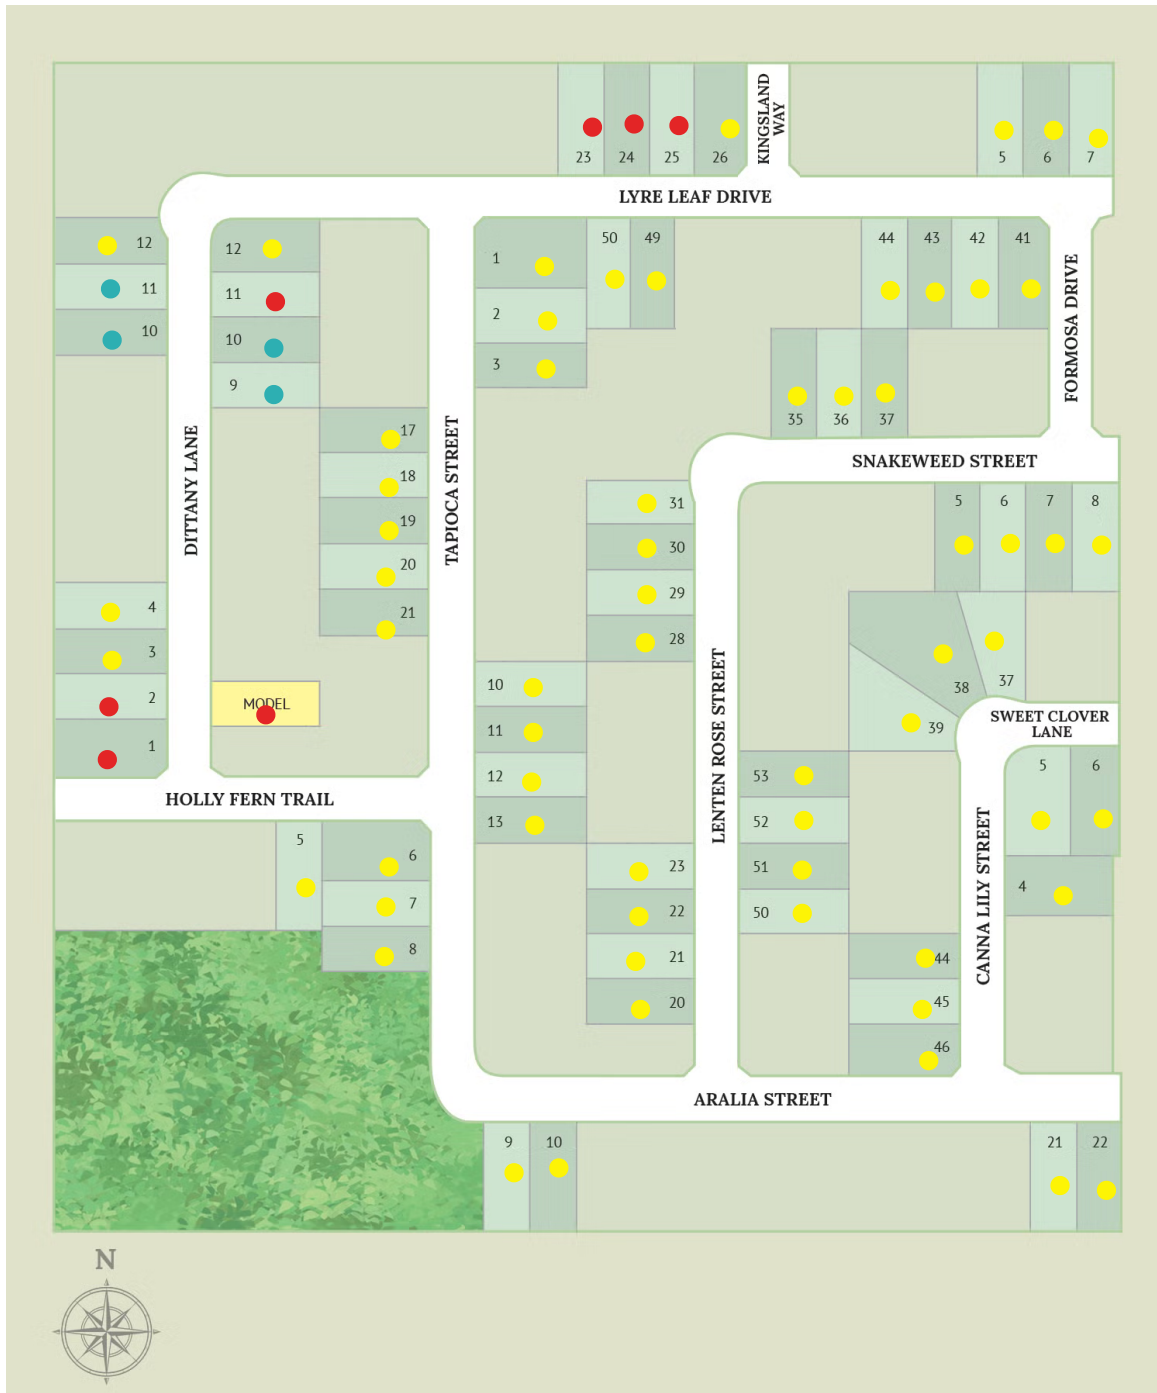 KINGSLAND
WAY
23 24 25 26
5 6 7
LYRE LEAF DRIVE
12
11
10
12
11
10
9
1
2
3
50 49
44 43 42 41
FORMOSA DRIVE
35 36 37
DITTANY LANE
TAPIOCA STREET
17
18
19
20
21
SNAKEWEED STREET
31
30
29
28
5 6 7 8
4
3
2
1
MODEL
10
11
12
13
LENTEN ROSE STREET
38 37
39
SWEET CLOVER
LANE
5 6
4
53
52
51
50
CANNA LILY STREET
HOLLY FERN TRAIL
5
6
7
8
23
22
21
20
44
45
46
ARALIA STREET
9 10
21 22
N